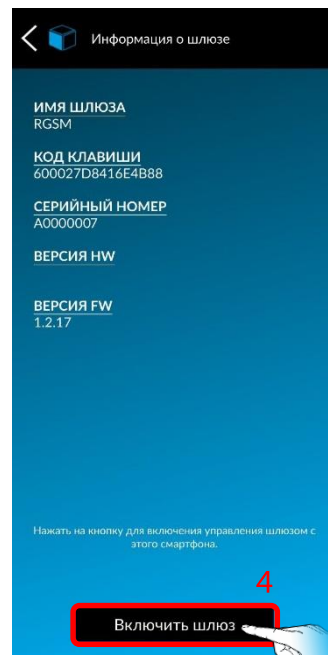 Информация о шлюзе
ИМЯ ШЛЮЗА
RGSM
КОД КЛАВИШИ
600027D8416E4B88
СЕРИЙНЫЙ НОМЕР
A0000007
ВЕРСИЯ HW
ВЕРСИЯ FW
1.2.17
Нажать на кнопку для включения управления шлюзом с
этого смартфона.
4
Включить шлюз